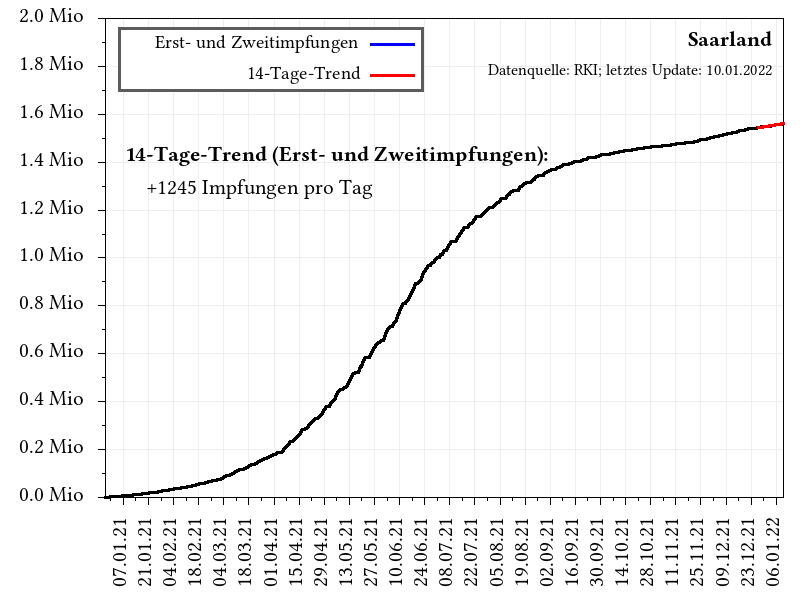 2.0 Mio
1.8 Mio
1.6 Mio
1.4 Mio
1.2 Mio
1.0 Mio
0.8 Mio
0.6 Mio
0.4 Mio
0.2 Mio
0.0 Mio
Erst- und Zweitimpfungen
14-Tage-Trend
Saarland
Datenquelle: RKI; letztes Update: 10.01.2022
14-Tage-Trend (Erst- und Zweitimpfungen):
+1245 Impfungen pro Tag
07.01.21
21.01.21
04.02.21
18.02.21
04.03.21
18.03.21
01.04.21
15.04.21
29.04.21
13.05.21
27.05.21
10.06.21
24.06.21
08.07.21
22.07.21
05.08.21
19.08.21
02.09.21
16.09.21
30.09.21
14.10.21
28.10.21
11.11.21
25.11.21
09.12.21
23.12.21
06.01.22